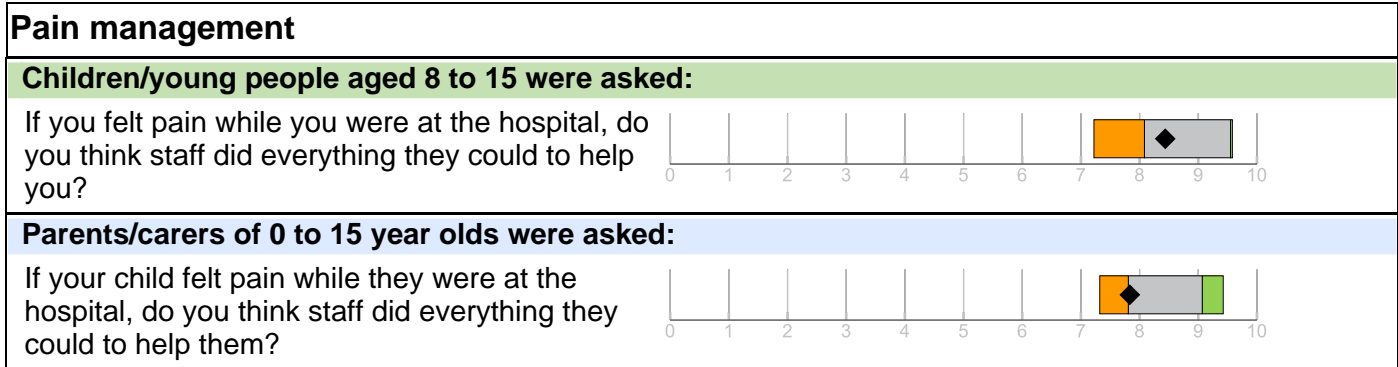 Pain management
Children/young people aged 8 to 15 were asked:
If you felt pain while you were at the hospital, do
you think staff did everything they could to help
you?
0 1 2 3 4 5 6 7 8 9 10
Parents/carers of 0 to 15 year olds were asked:
If your child felt pain while they were at the
hospital, do you think staff did everything they
could to help them?
0 1 2 3 4 5 6 7 8 9 10